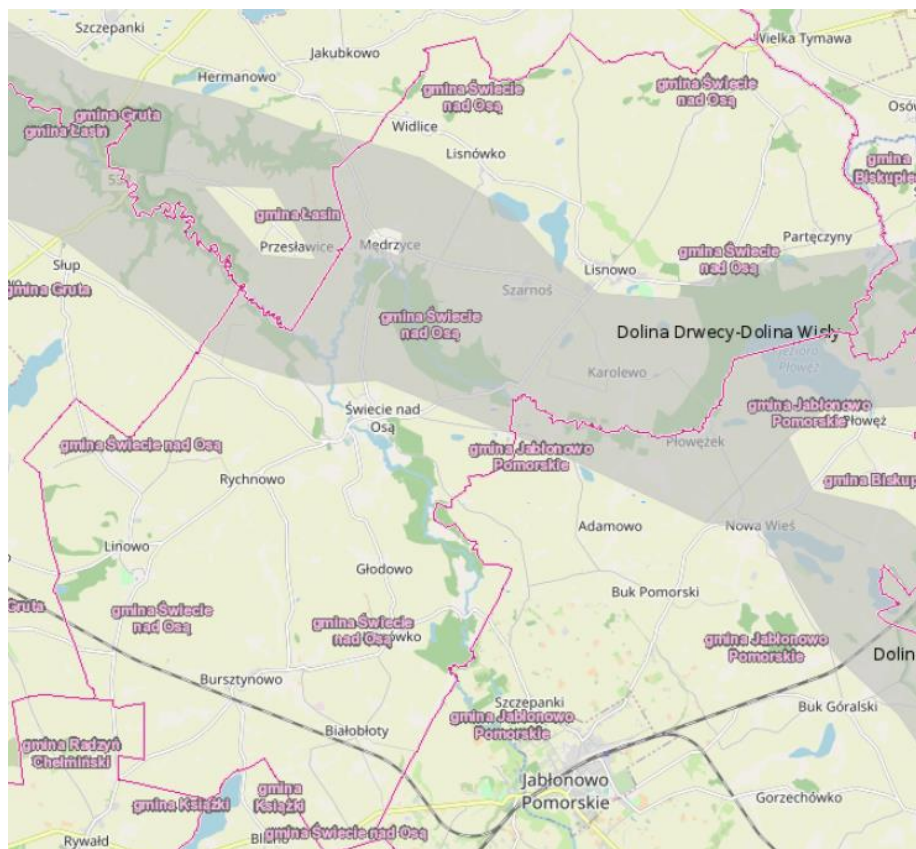 Szczepanki
Wielka Tymawa
Jakubkowo
Hermanowo
gmina Świecie
nad Osą
gmina Świecie
nad Osą
gmina Gruta
gmina Łasin
Widlice
Lisnówko
gmina
Biskupiec
gmina Łasin
Partęczyny
Przesławice
Mędrzyce
gmina Świecie
nad Osą
Słup
Lisnowo
gmina Gruta
Szarnoś
gmina Świecie
nad Osą
Dolina Drwęcy-Dolina Wisły
Jezioro
Płowęż
Karolewo
gmina Jabłonowo
Pomorskie
Płowęż
Świecie nad
Osą
gmina Świecie nad Osą
Płowężek
gmina Jabłonowo
Pomorskie
Rychnowo
gmina Bisku
Adamowo
Nowa Wieś
Linowo
Głodowo
Buk Pomorski
Gruta
gmina Świecie
nad Osą
gmina Świecie
nad Osą
gmina Jabłonowo
Pomorskie
Dolin
Bursztynowo
Szczepanki
Buk Góralski
gmina Jabłonowo
Pomorskie
Białobłoty
gmina Radzyń
Chełmiński
Jabłonowo
Pomorskie
gmina Książki
gmina
Książki
Gorzechówko
Rywałd
gmina Świecie nad Osą